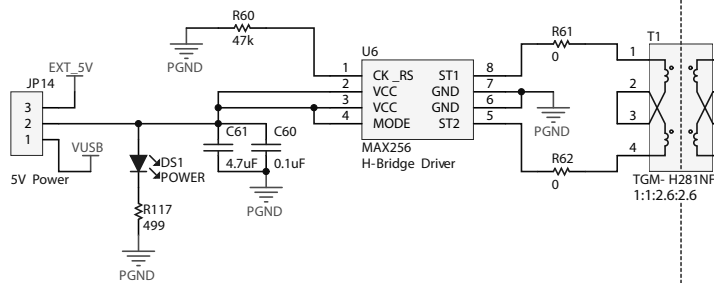 R60
47k
PGND
U6
1 CK_RS ST1 8
2 VCC GND 7
3 VCC GND 6
4 MODE ST2 5
MAX256
H-Bridge Driver
R61
0
T1
1
2
3
4
TGM- H281NF
1:1:2.6:2.6
PGND
R62
0
EXT_5V
JP14
3
2
1
VUSB
5V Power
DS1
POWER
R117
499
PGND
C61
4.7uF
C60
0.1uF
PGND